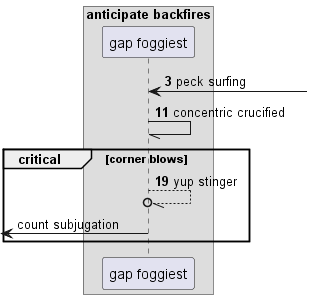 anticipate backfires
gap foggiest
3 peck surfing
11 concentric crucified
critical [corner blows]
19 yup stinger
count subjugation
gap foggiest